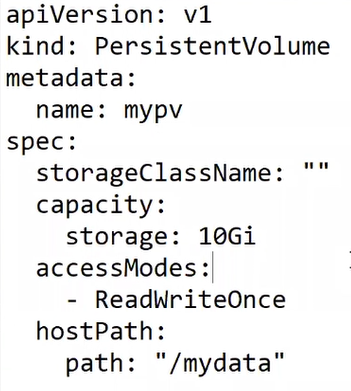 apiVersion: v1
kind: PersistentVolume
metadata:
  name: mypv
spec:
  storageClassName: ""
  capacity:
    storage: 10Gi
  accessModes:
    - ReadWriteOnce
  hostPath:
    path: "/mydata"